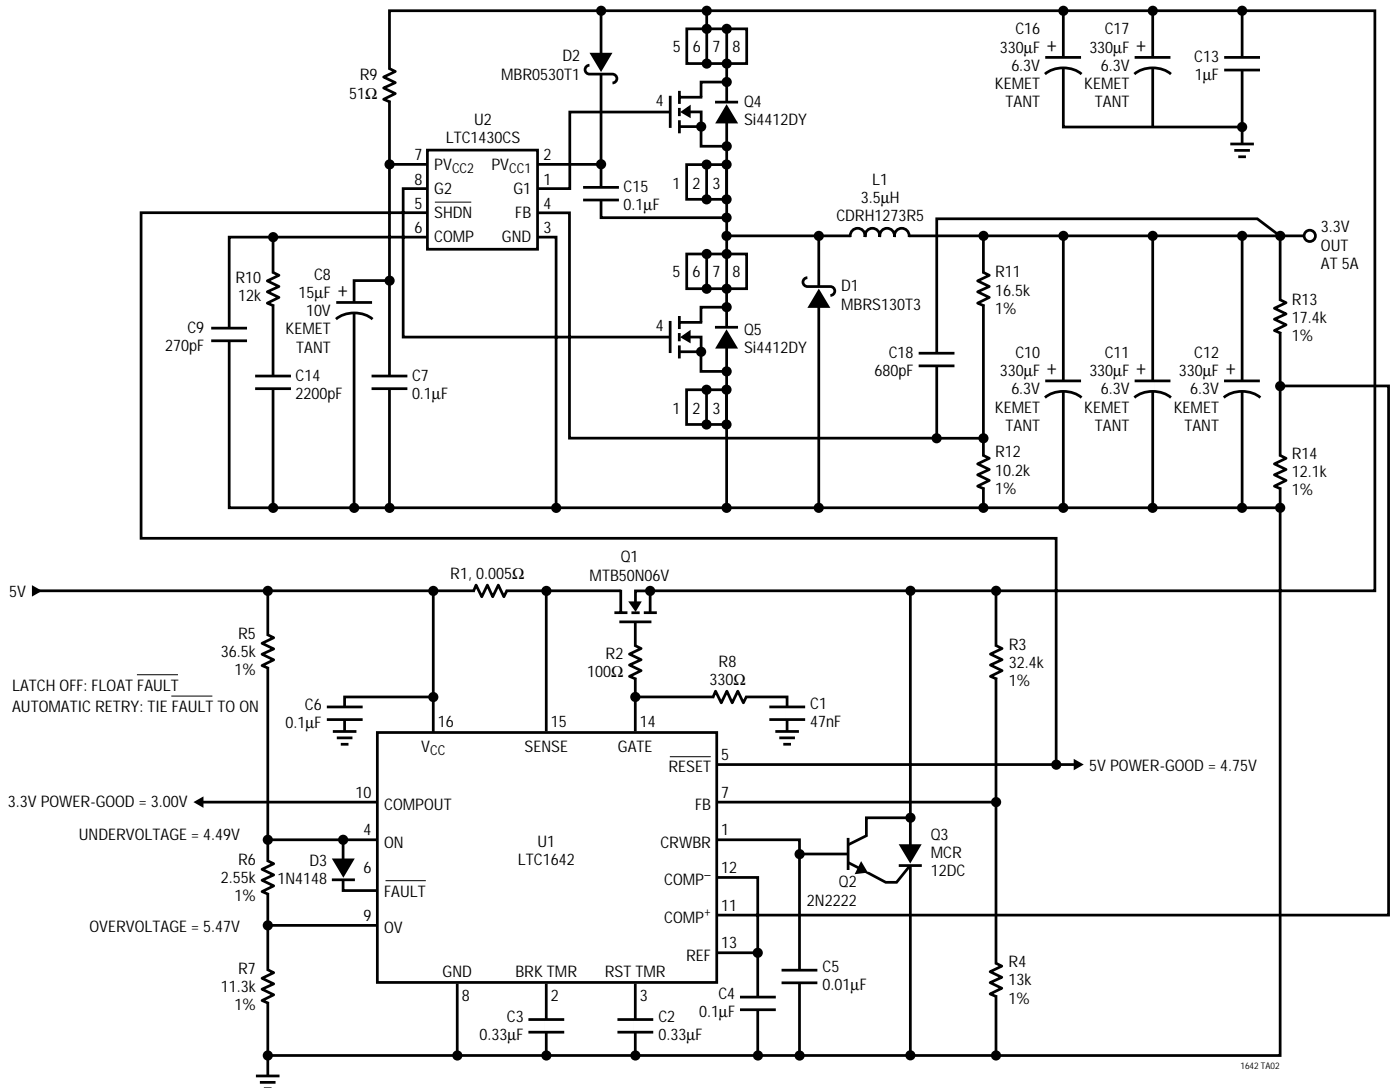 R9
51Ω
D2
MBR0530T1
5 6 7 8
4
Q4
Si4412DY
1 2 3
C16
330µF +
6.3V
KEMET
TANT
C17
330µF +
6.3V
KEMET
TANT
C13
1µF
U2
LTC1430CS
7 PVCC2
8 G2
5 SHDN
6 COMP
PVCC1 2
G1 1
FB 4
GND 3
C15
0.1µF
L1
3.5µH
CDRH1273R5
3.3V
OUT
AT 5A
R10
12k
C8
15µF +
10V
KEMET
TANT
C9
270pF
C14
2200pF
C7
0.1µF
5 6 7 8
4
Q5
Si4412DY
1 2 3
D1
MBRS130T3
C18
680pF
R11
16.5k
1%
R12
10.2k
1%
C10
330µF +
6.3V
KEMET
TANT
C11
330µF +
6.3V
KEMET
TANT
C12
330µF +
6.3V
KEMET
TANT
R13
17.4k
1%
R14
12.1k
1%
5V
R1, 0.005Ω
Q1
MTB50N06V
R5
36.5k
1%
R2
100Ω
R8
330Ω
R3
32.4k
1%
LATCH OFF: FLOAT FAULT
AUTOMATIC RETRY: TIE FAULT TO ON
C6
0.1µF
C1
47nF
16
VCC
15
SENSE
14
GATE
RESET 5
5V POWER-GOOD = 4.75V
3.3V POWER-GOOD = 3.00V
10 COMPOUT
FB 7
UNDERVOLTAGE = 4.49V
4 ON
U1
LTC1642
CRWBR 1
R6
2.55k
1%
D3
1N4148
6 FAULT
COMP– 12
Q2
2N2222
Q3
MCR
12DC
OVERVOLTAGE = 5.47V
9 OV
COMP+ 11
REF 13
R7
11.3k
1%
GND
8
BRK TMR
2
RST TMR
3
C3
0.33µF
C2
0.33µF
C4
0.1µF
C5
0.01µF
R4
13k
1%
1642 TA02